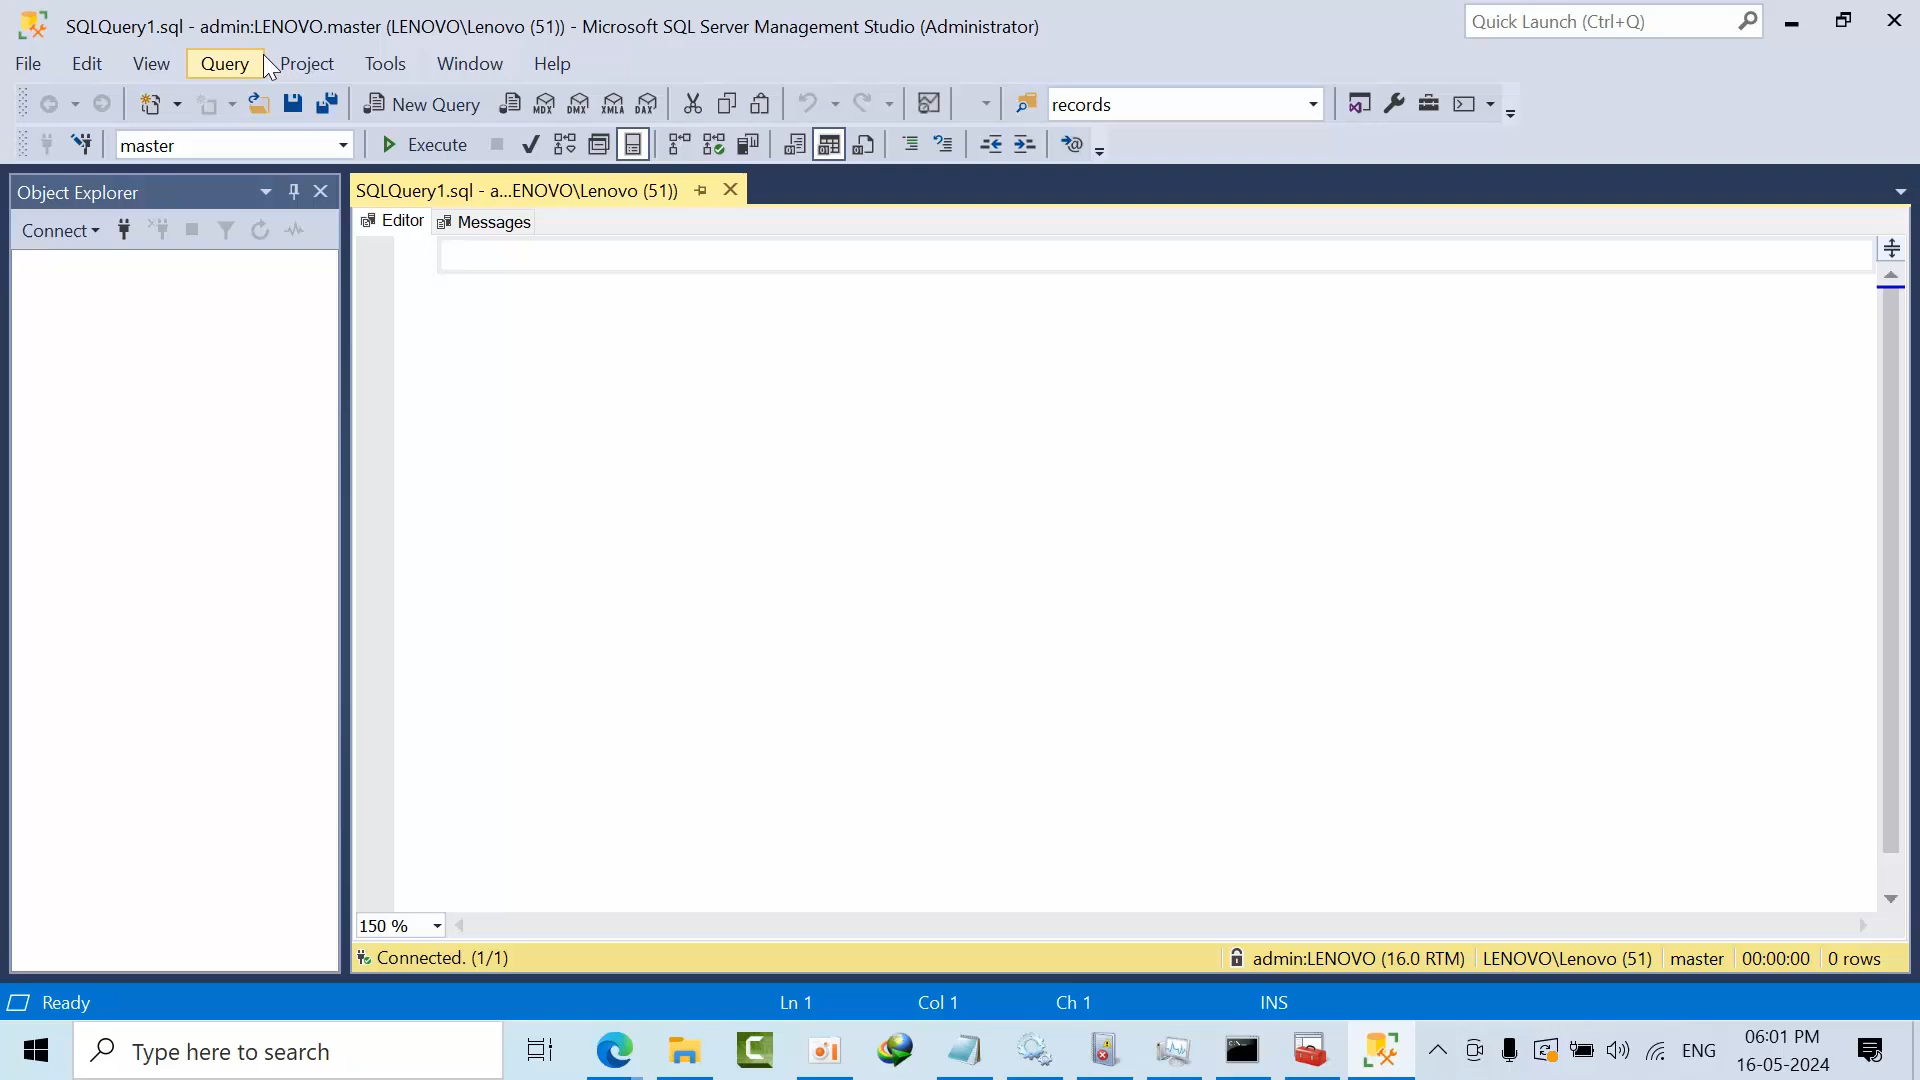 SQLQuery1.sql - admin:LENOVO.master (LENOVO\Lenovo (51)) - Microsoft SQL Server Management Studio (Administrator)
Quick Launch (Ctrl+Q)
File Edit View Query Project Tools Window Help
New Query MDX DMX XMLA DAX records
master Execute
Object Explorer
SQLQuery1.sql - a...ENOVO\Lenovo (51))
Connect
Editor Messages
150 %
Connected. (1/1) admin:LENOVO (16.0 RTM) LENOVO\Lenovo (51) master 00:00:00 0 rows
Ready Ln 1 Col 1 Ch 1 INS
Type here to search
ENG
06:01 PM
16-05-2024